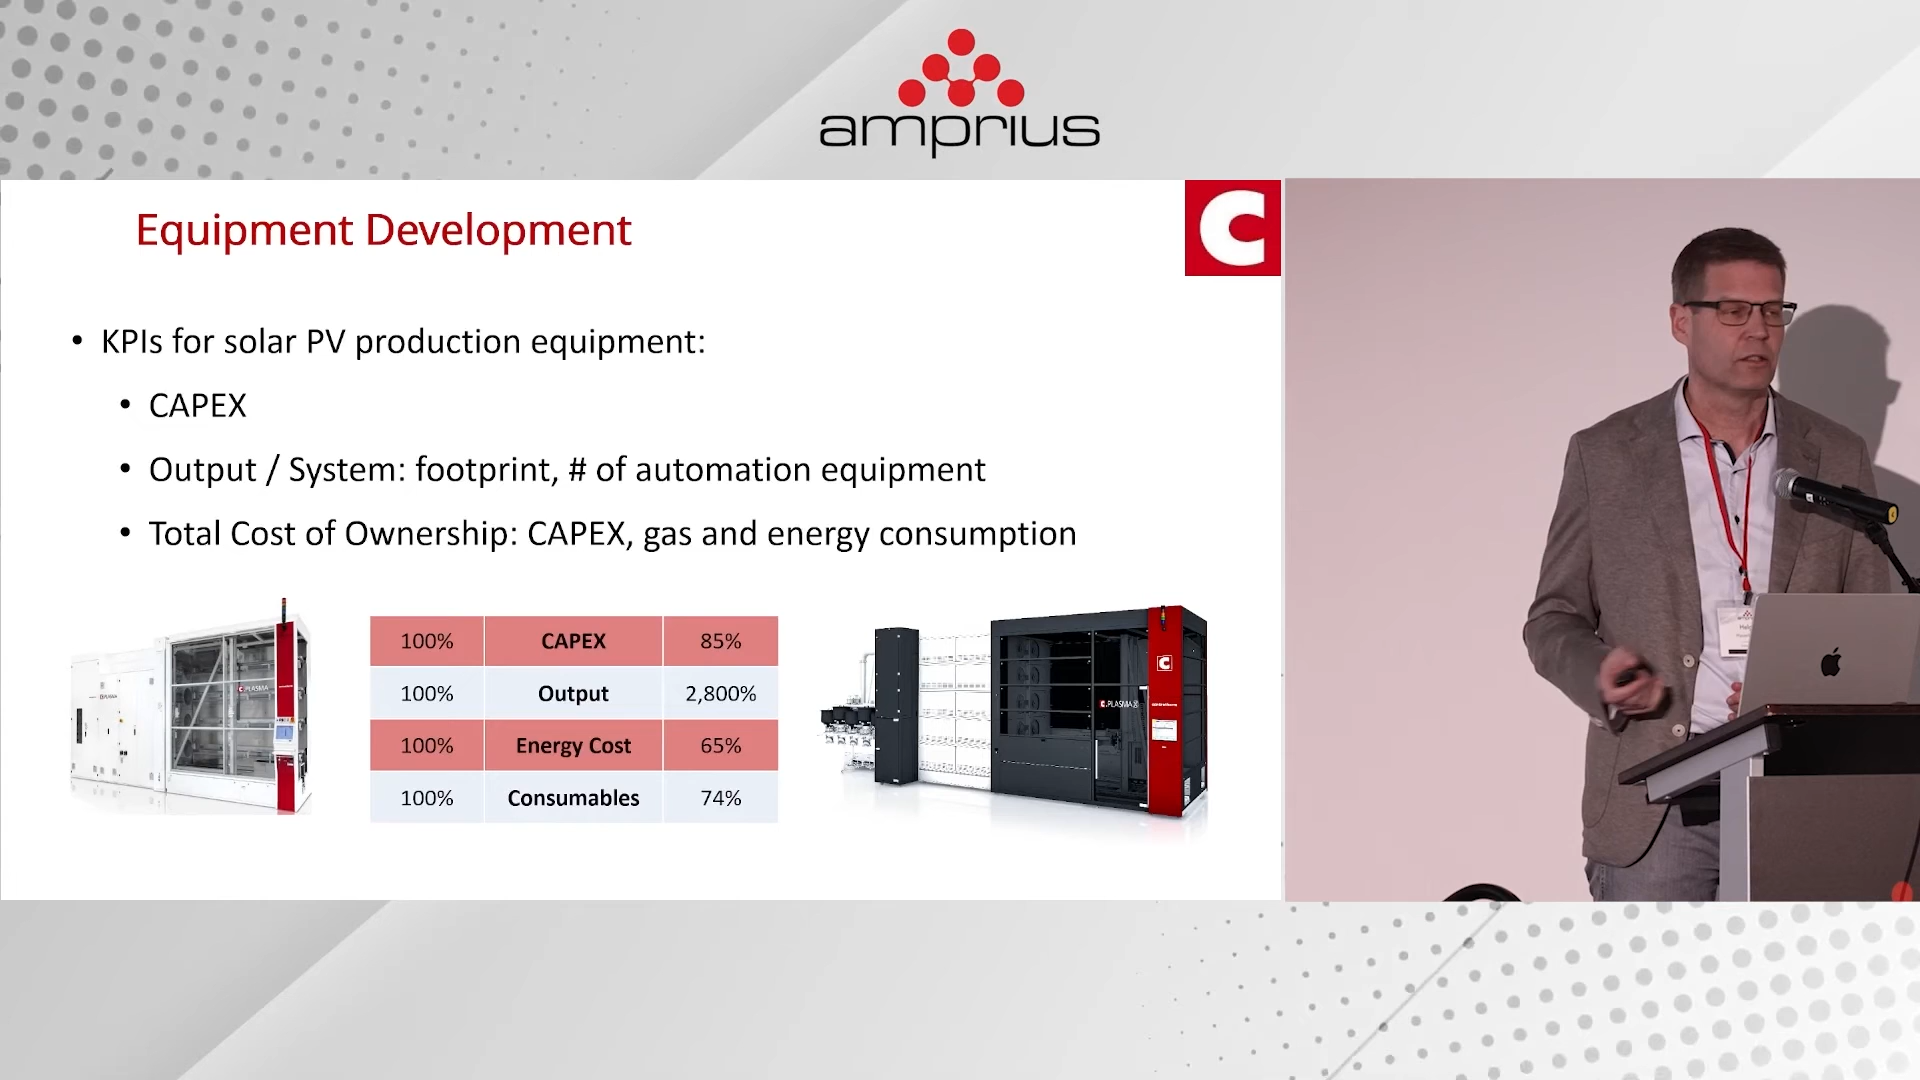 amprius
Equipment Development
C
• KPIs for solar PV production equipment:
• CAPEX
• Output / System: footprint, # of automation equipment
• Total Cost of Ownership: CAPEX, gas and energy consumption
100% CAPEX 85%
100% Output 2,800%
100% Energy Cost 65%
100% Consumables 74%
C.PLASMA
C